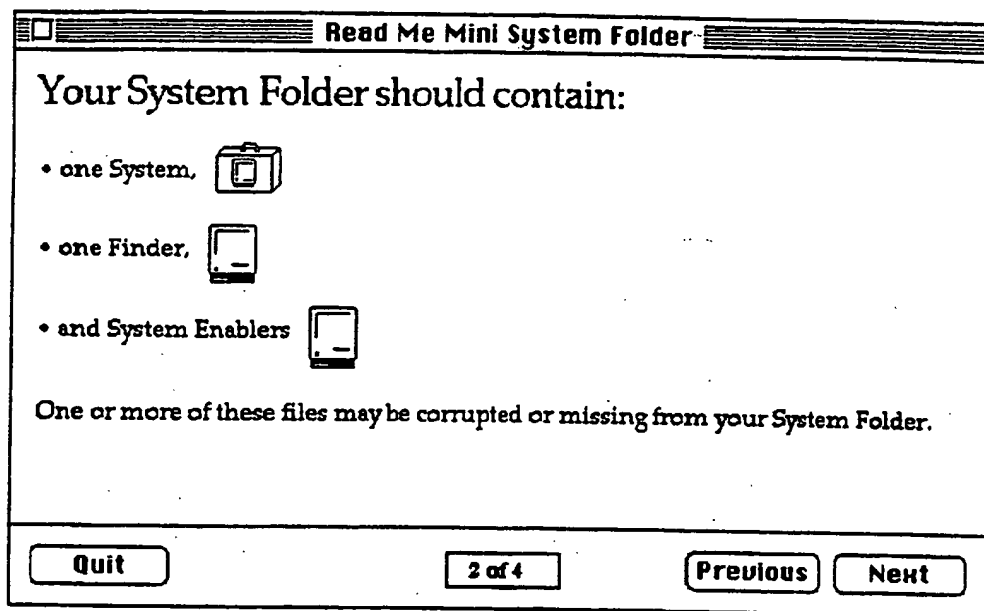 Read Me Mini System Folder
Your System Folder should contain:
• one System,
• one Finder,
• and System Enablers
One or more of these files may be corrupted or missing from your System Folder.
Quit
2 of 4
Previous
Next